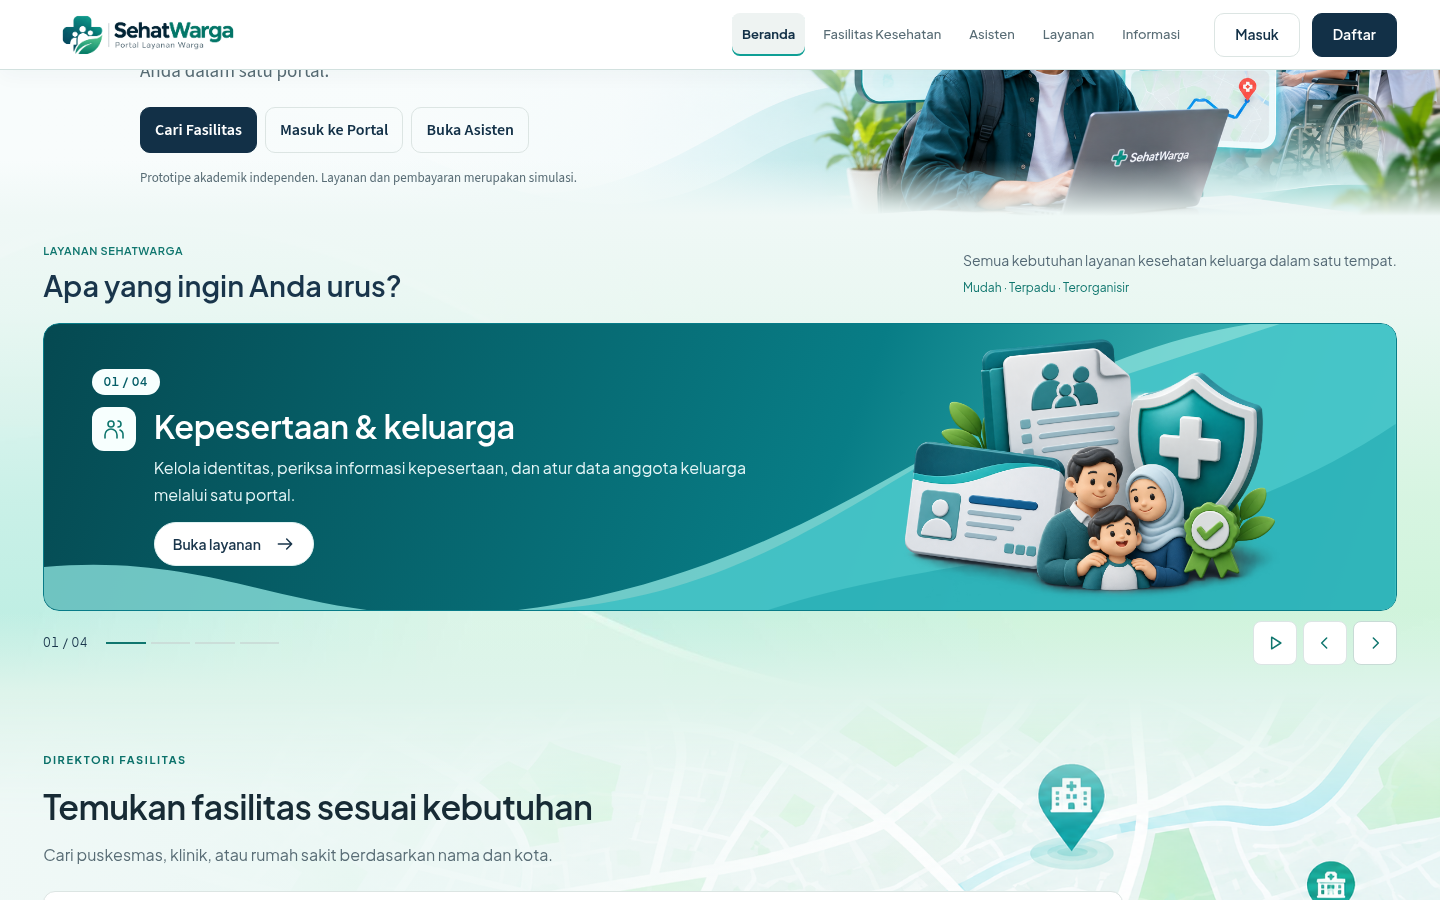 SehatWarga
Portal Layanan Warga
Beranda
Fasilitas Kesehatan
Asisten
Layanan
Informasi
Masuk
Daftar
Anda dalam satu portal.
Cari Fasilitas
Masuk ke Portal
Buka Asisten
SehatWarga
Prototipe akademik independen. Layanan dan pembayaran merupakan simulasi.
LAYANAN SEHATWARGA
Apa yang ingin Anda urus?
Semua kebutuhan layanan kesehatan keluarga dalam satu tempat.
Mudah · Terpadu · Terorganisir
01 / 04
Kepesertaan & keluarga
Kelola identitas, periksa informasi kepesertaan, dan atur data anggota keluarga
melalui satu portal.
Buka layanan
01 / 04
DIREKTORI FASILITAS
Temukan fasilitas sesuai kebutuhan
Cari puskesmas, klinik, atau rumah sakit berdasarkan nama dan kota.